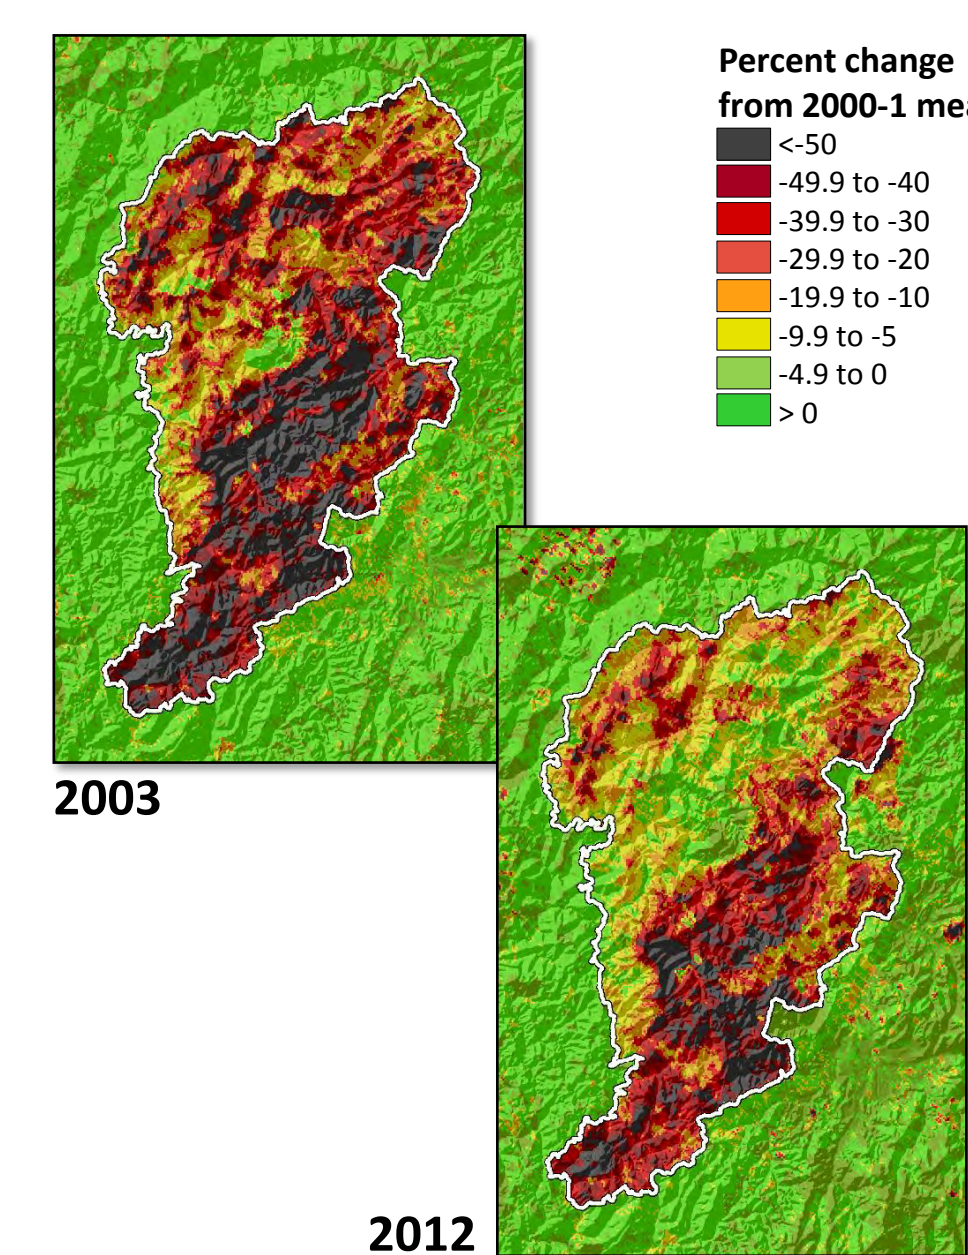 Percent change
from 2000-1
<-50
-49.9 to -40
-39.9 to -30
-29.9 to -20
-19.9 to -10
-9.9 to -5
-4.9 to 0
> 0
2003
2012